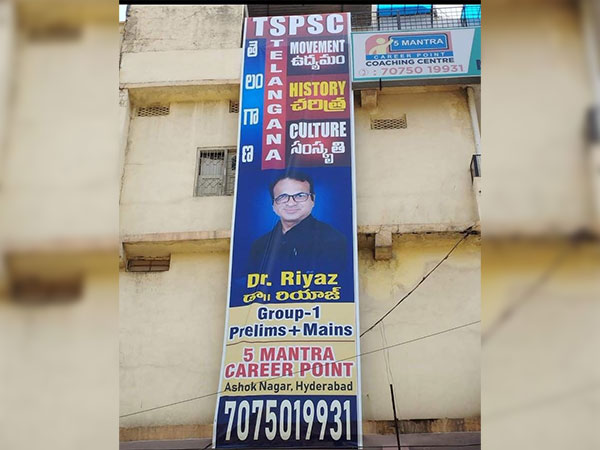 TSPSC
తెలంగాణ
TELANGANA
MOVEMENT
ఉద్యమం
HISTORY
చరిత్ర
CULTURE
సంస్కృతి
Dr. Riyaz
డా॥ రియాజ్
Group-1
Prelims+Mains
5 MANTRA
CAREER POINT
Ashok Nagar, Hyderabad
7075019931
5 MANTRA
CAREER POINT
COACHING CENTRE
: 70750 19931